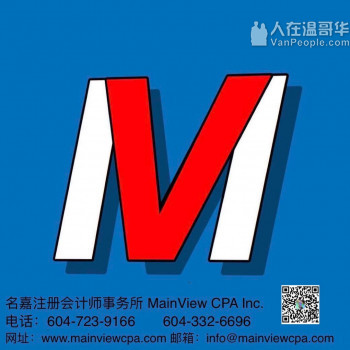 人在温哥华
VanPeople.com
MV
名嘉注册会计师事务所 MainView CPA Inc.
电话：604-723-9166 604-332-6696
网址：www.mainviewcpa.com 邮箱：info@mainviewcpa.com